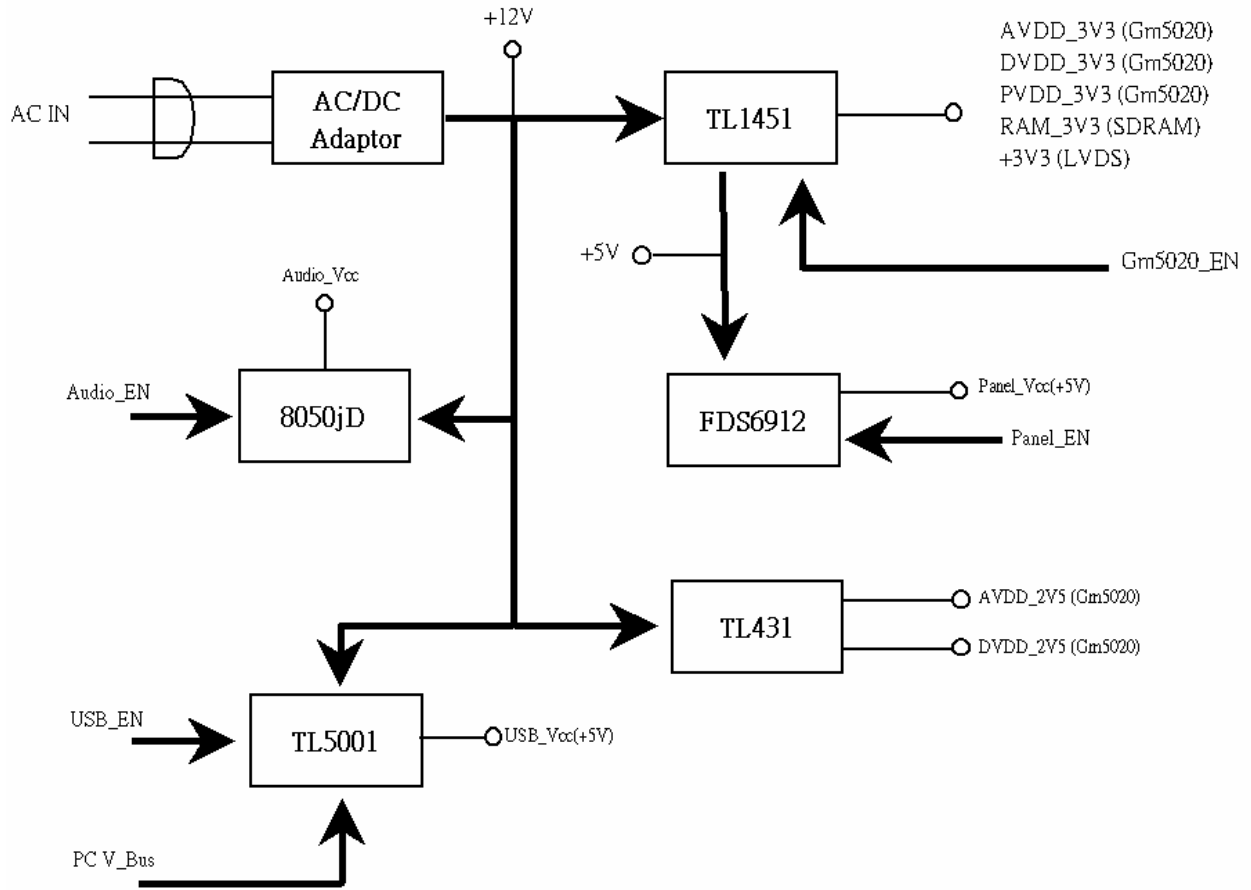 +12V
AVDD_3V3 (Gm5020)
DVDD_3V3 (Gm5020)
PVDD_3V3 (Gm5020)
RAM_3V3 (SDRAM)
+3V3 (LVDS)
AC IN
AC/DC
Adaptor
TL1451
+5V
Gm5020_EN
Audio_Vcc
Audio_EN
8050jD
FDS6912
Panel_Vcc(+5V)
Panel_EN
TL431
AVDD_2V5 (Gm5020)
DVDD_2V5 (Gm5020)
USB_EN
TL5001
USB_Vcc(+5V)
PC V_Bus